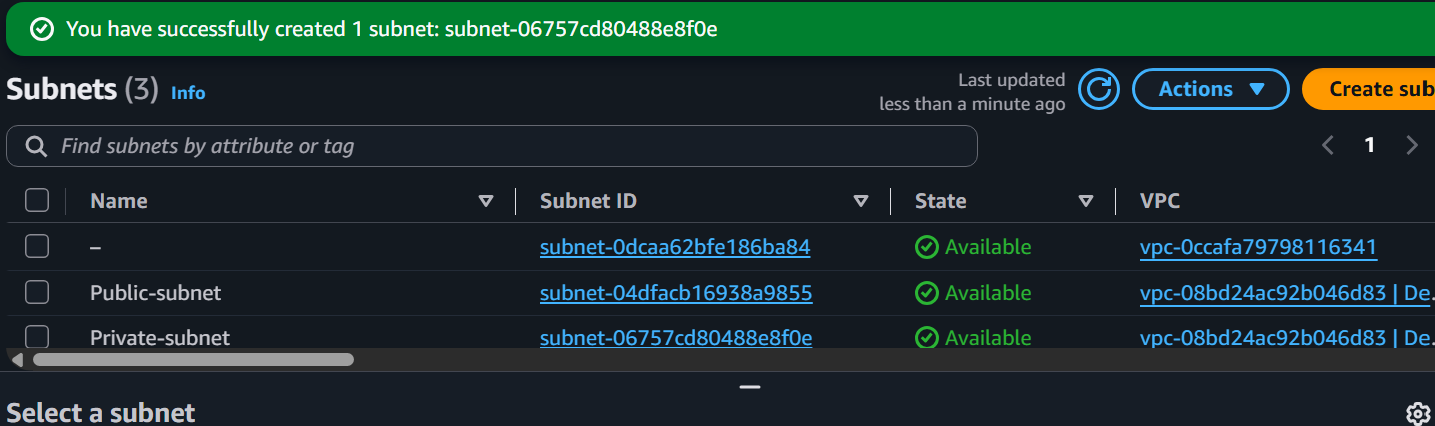 You have successfully created 1 subnet: subnet-06757cd80488e8f0e
Subnets (3) Info
Last updated
less than a minute ago
Actions
Create sub
Find subnets by attribute or tag
1
Name Subnet ID State VPC
– subnet-0dcaa62bfe186ba84 Available vpc-0ccafa79798116341
Public-subnet subnet-04dfacb16938a9855 Available vpc-08bd24ac92b046d83 | De...
Private-subnet subnet-06757cd80488e8f0e Available vpc-08bd24ac92b046d83 | De...
Select a subnet